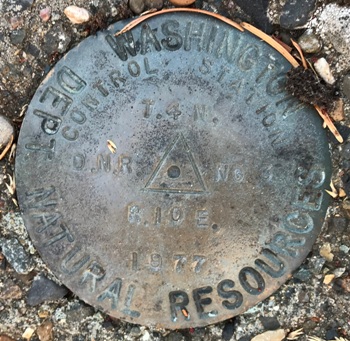 WASHINGTON
DEPT. NATURAL RESOURCES
CONTROL STATION
T. 4 N.
D.N.R. No.
R. 10 E.
1977